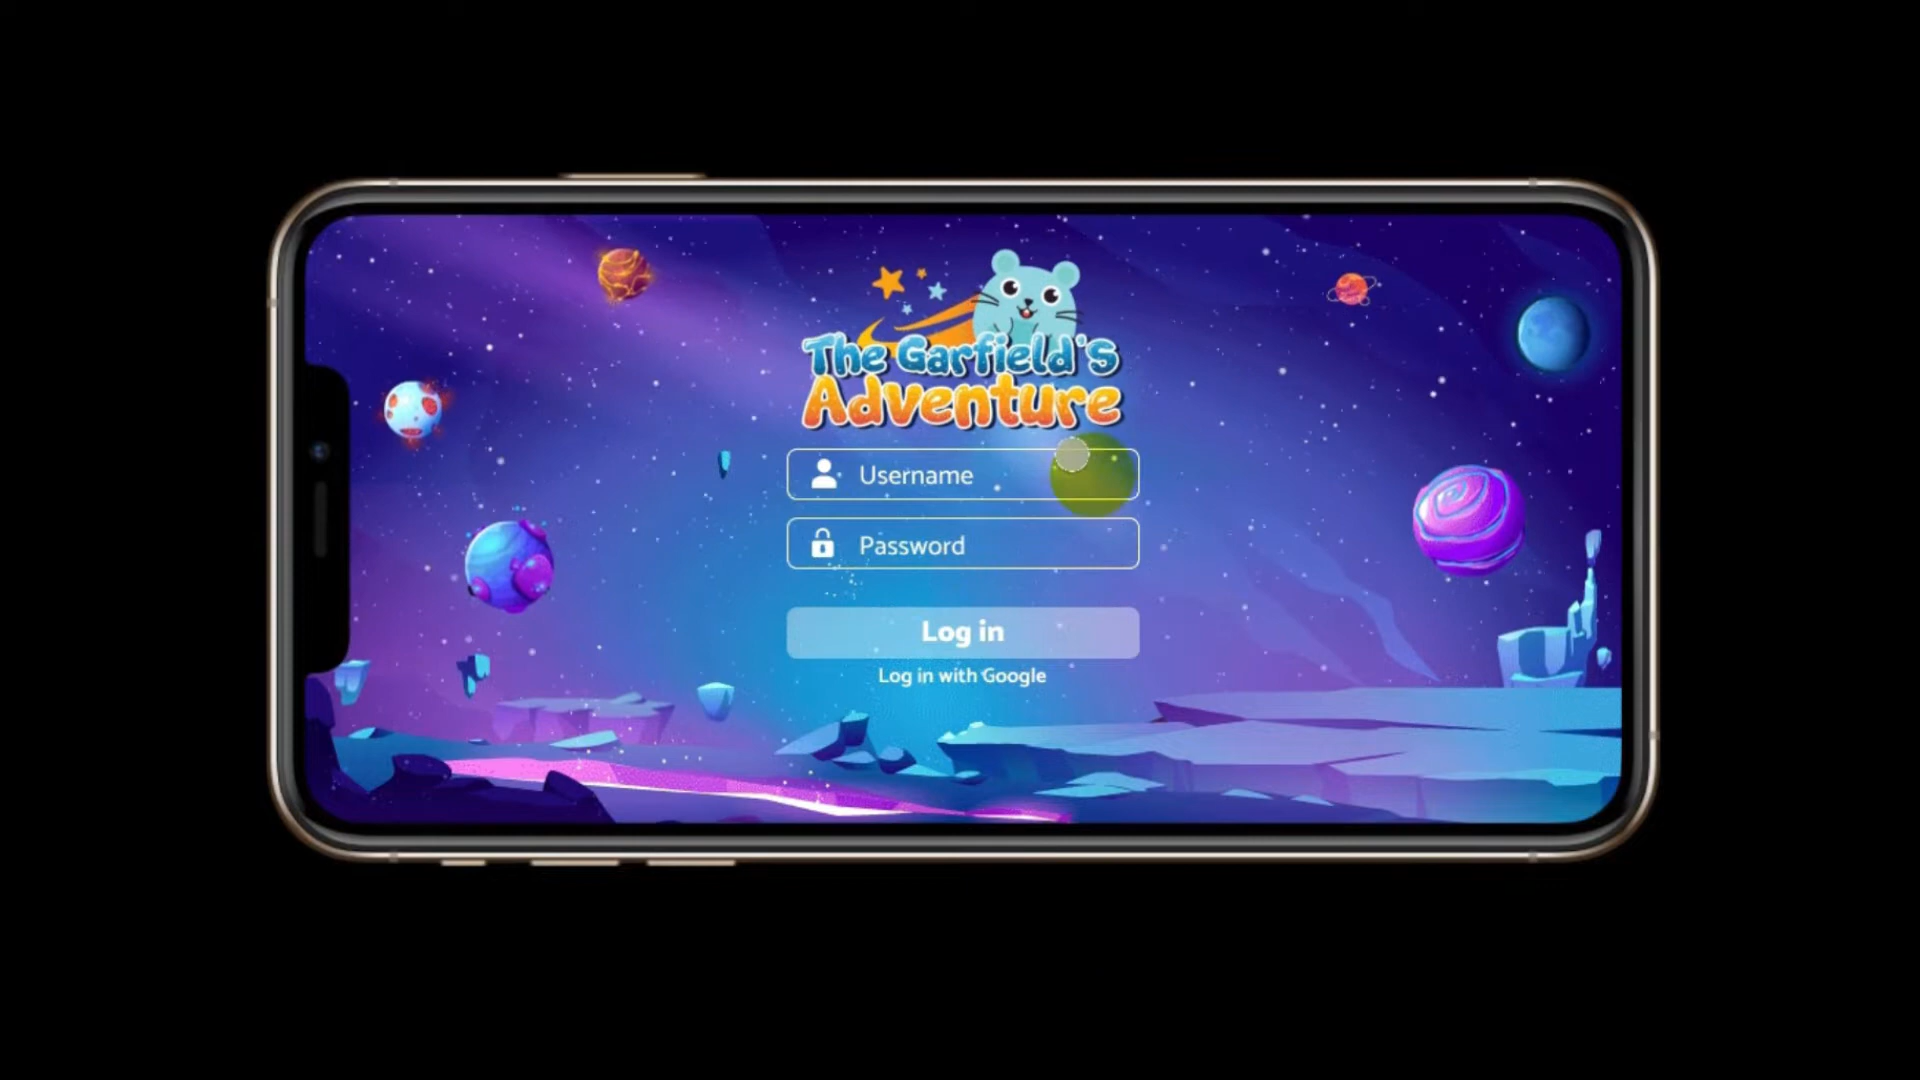 The Garfield's
Adventure
Username
Password
Log in
Log in with Google